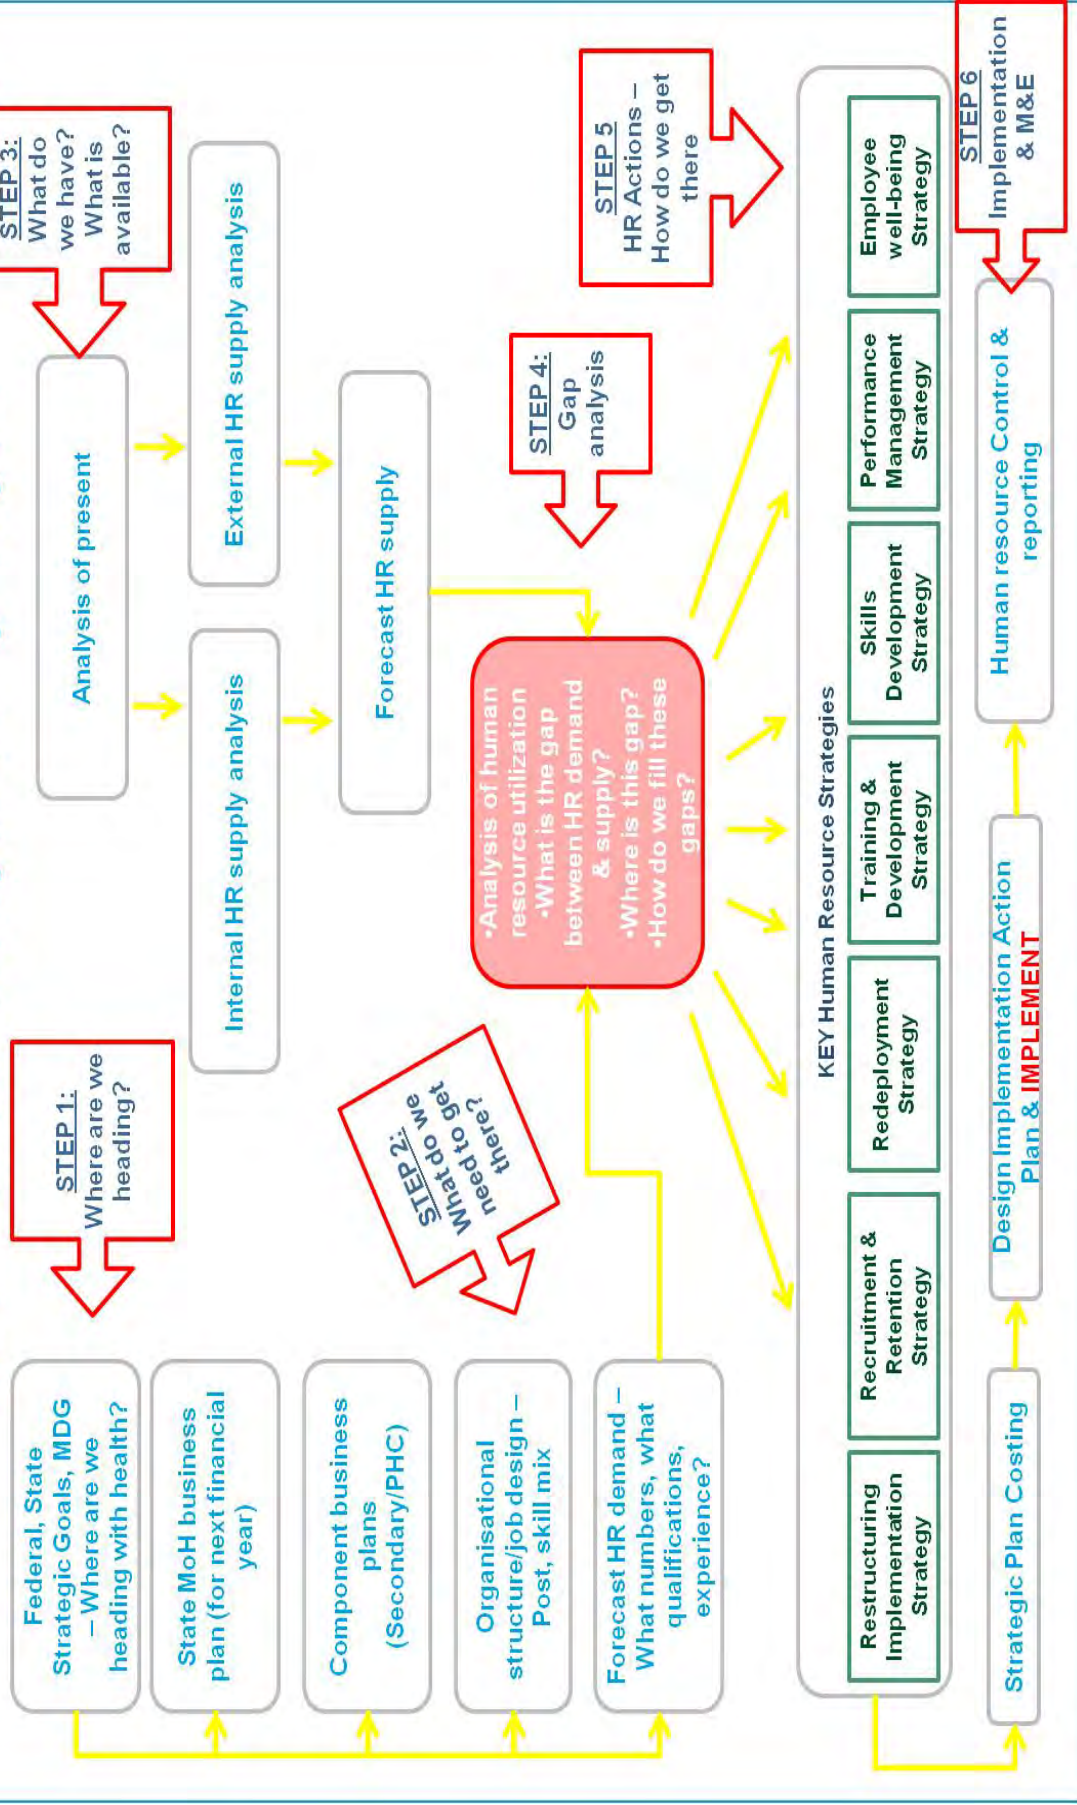 STEP 1:
Where are we
heading?
STEP 3:
What do
we have?
What is
available?
Federal, State
Strategic Goals, MDG
– Where are we
heading with health?
Analysis of present
State MoH business
plan (for next financial
year)
Internal HR supply analysis
External HR supply analysis
Component business
plans
(Secondary/PHC)
STEP 2:
What do we
need to get
there?
Forecast HR supply
Organisational
structure/job design –
Post, skill mix
STEP 4:
Gap
analysis
Forecast HR demand –
What numbers, what
qualifications,
experience?
•Analysis of human
resource utilization
•What is the gap
between HR demand
& supply?
•Where is this gap?
•How do we fill these
gaps?
STEP 5
HR Actions –
How do we get
there
KEY Human Resource Strategies
Restructuring
Implementation
Strategy
Recruitment &
Retention
Strategy
Redeployment
Strategy
Training &
Development
Strategy
Skills
Development
Strategy
Performance
Management
Strategy
Employee
well-being
Strategy
STEP 6
Implementation
& M&E
Strategic Plan Costing
Design Implementation Action
Plan & IMPLEMENT
Human resource Control &
reporting